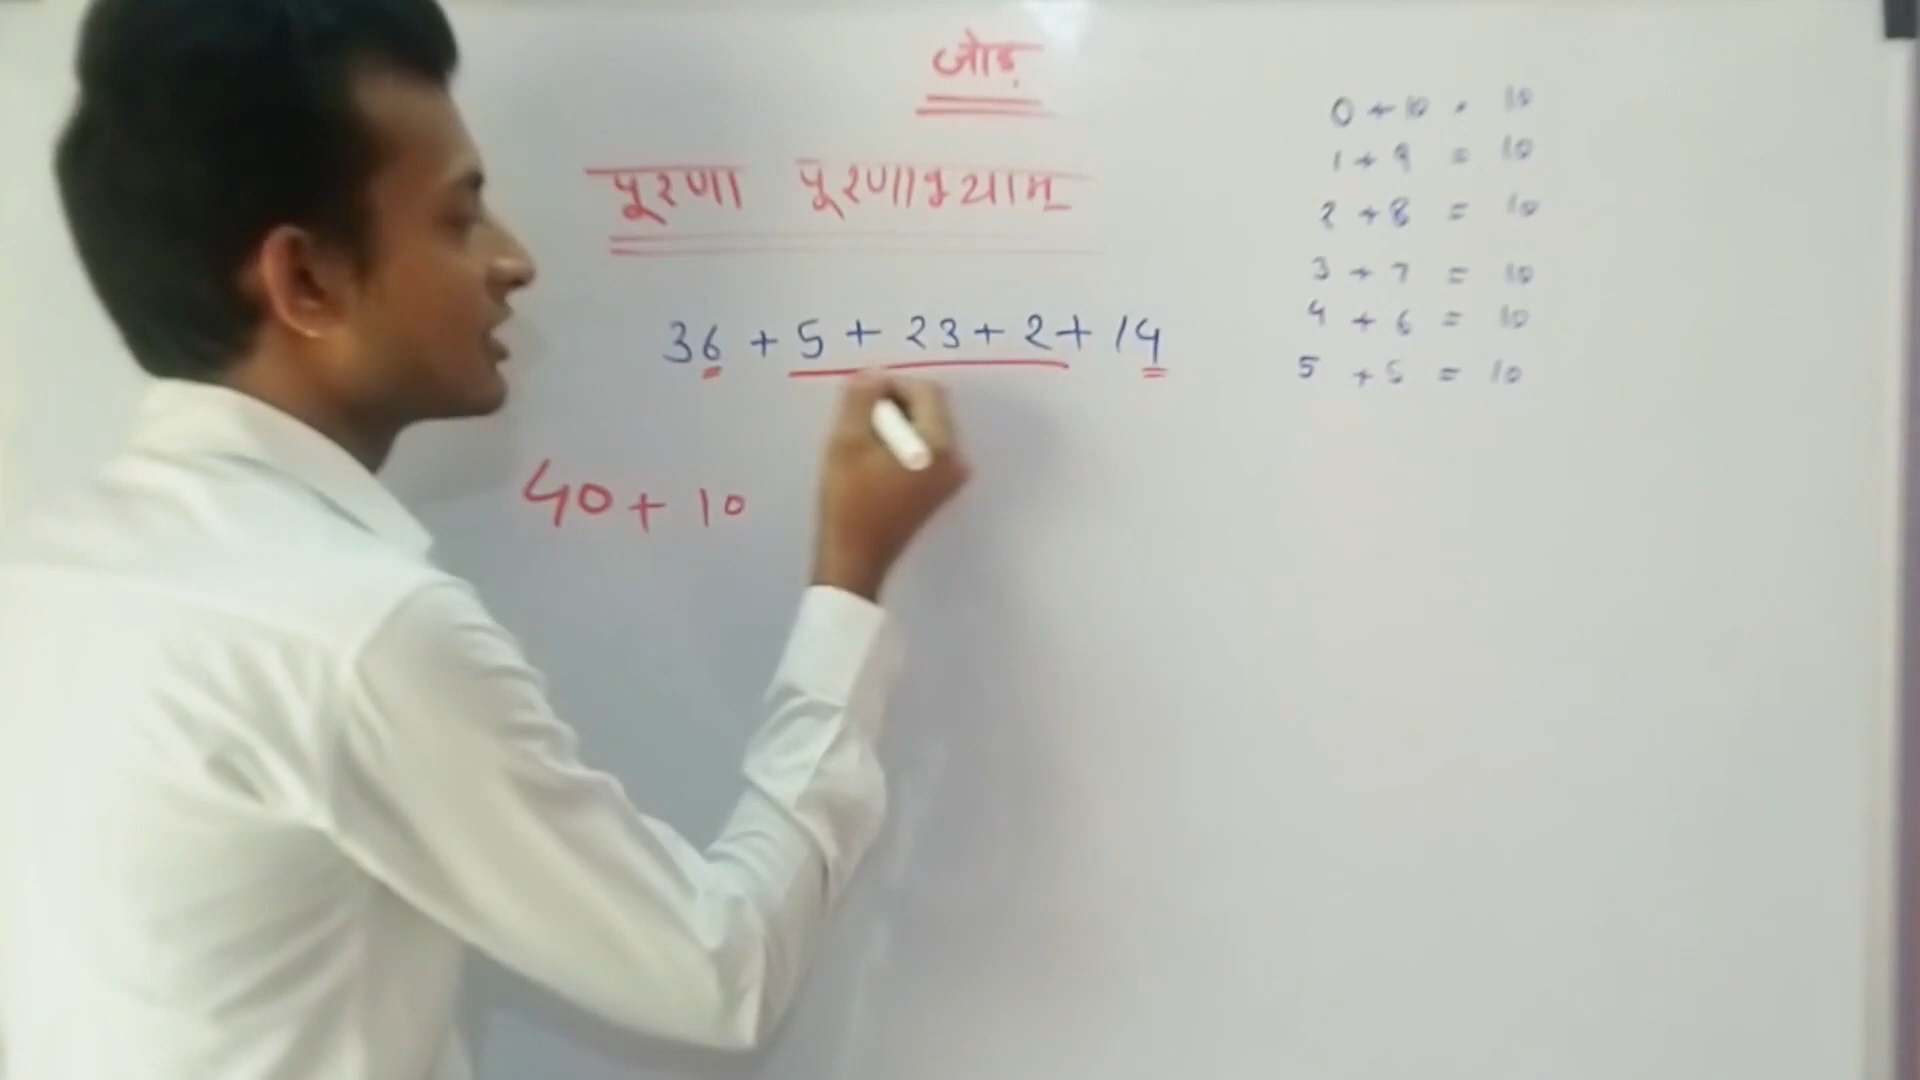 जोड़
पूरणा पूरणाभ्याम
36 + 5 + 23 + 2 + 14
40 + 10
0 + 10 = 10
1 + 9 = 10
2 + 8 = 10
3 + 7 = 10
4 + 6 = 10
5 + 5 = 10